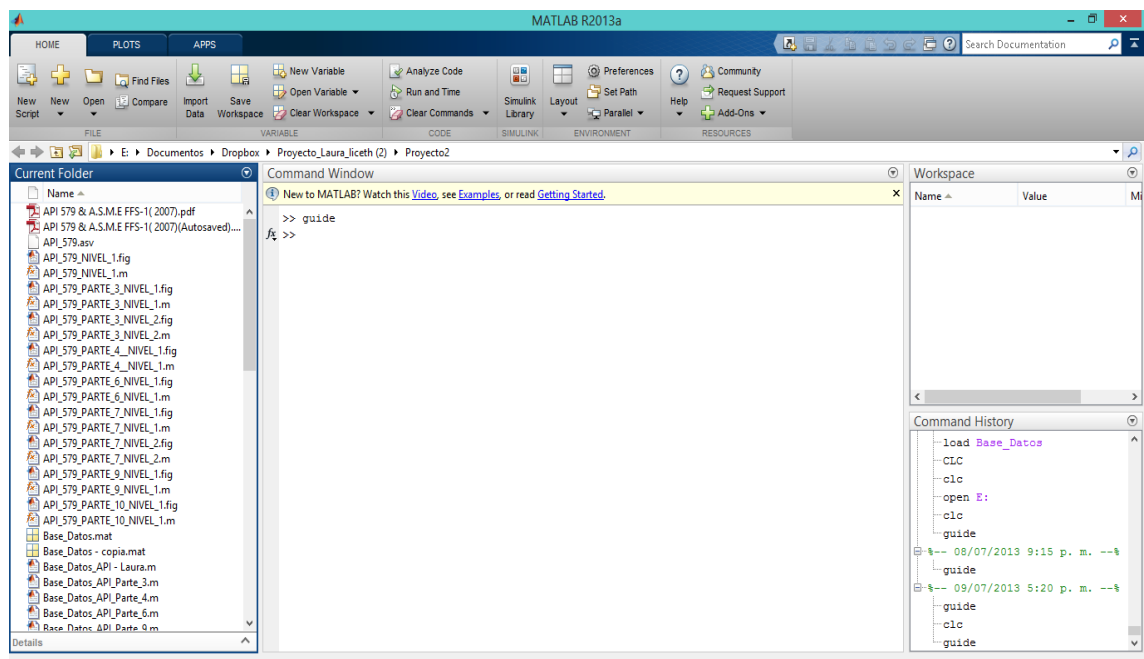 MATLAB R2013a
HOME PLOTS APPS
Search Documentation
New Script
New
Open
Find Files
Compare
Import Data
Save Workspace
New Variable
Open Variable
Clear Workspace
Analyze Code
Run and Time
Clear Commands
Simulink Library
Layout
Preferences
Set Path
Parallel
Help
Community
Request Support
Add-Ons
FILE VARIABLE CODE SIMULINK ENVIRONMENT RESOURCES
E: Documentos Dropbox Proyecto_Laura_liceth (2) Proyecto2
Current Folder
Name
API 579 & A.S.M.E FFS-1( 2007).pdf
API 579 & A.S.M.E FFS-1( 2007)(Autosaved)....
API_579.asv
API_579_NIVEL_1.fig
API_579_NIVEL_1.m
API_579_PARTE_3_NIVEL_1.fig
API_579_PARTE_3_NIVEL_1.m
API_579_PARTE_3_NIVEL_2.fig
API_579_PARTE_3_NIVEL_2.m
API_579_PARTE_4__NIVEL_1.fig
API_579_PARTE_4__NIVEL_1.m
API_579_PARTE_6_NIVEL_1.fig
API_579_PARTE_6_NIVEL_1.m
API_579_PARTE_7_NIVEL_1.fig
API_579_PARTE_7_NIVEL_1.m
API_579_PARTE_7_NIVEL_2.fig
API_579_PARTE_7_NIVEL_2.m
API_579_PARTE_9_NIVEL_1.fig
API_579_PARTE_9_NIVEL_1.m
API_579_PARTE_10_NIVEL_1.fig
API_579_PARTE_10_NIVEL_1.m
Base_Datos.mat
Base_Datos - copia.mat
Base_Datos_API - Laura.m
Base_Datos_API_Parte_3.m
Base_Datos_API_Parte_4.m
Base_Datos_API_Parte_6.m
Base_Datos_API_Parte_9.m
Details
Command Window
New to MATLAB? Watch this Video, see Examples, or read Getting Started.
>> guide
fx >>
Workspace
Name Value Mi
Command History
load Base_Datos
CLC
clc
open E:
clc
guide
%-- 08/07/2013 9:15 p. m. --%
guide
%-- 09/07/2013 5:20 p. m. --%
guide
clc
guide